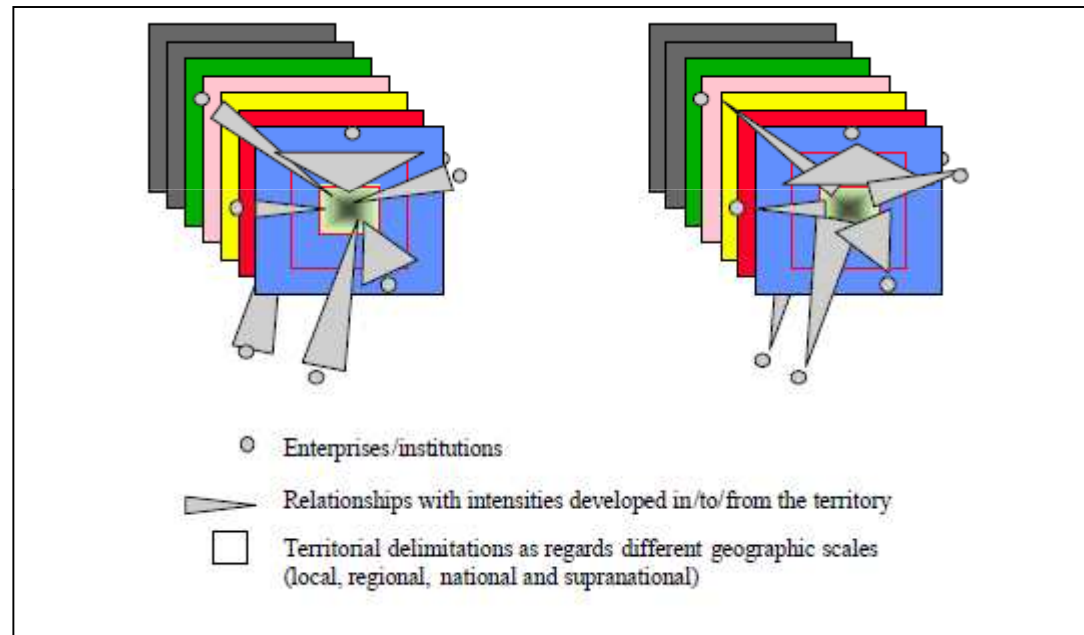 Enterprises/institutions
Relationships with intensities developed in/to/from the territory
Territorial delimitations as regards different geographic scales
(local, regional, national and supranational)